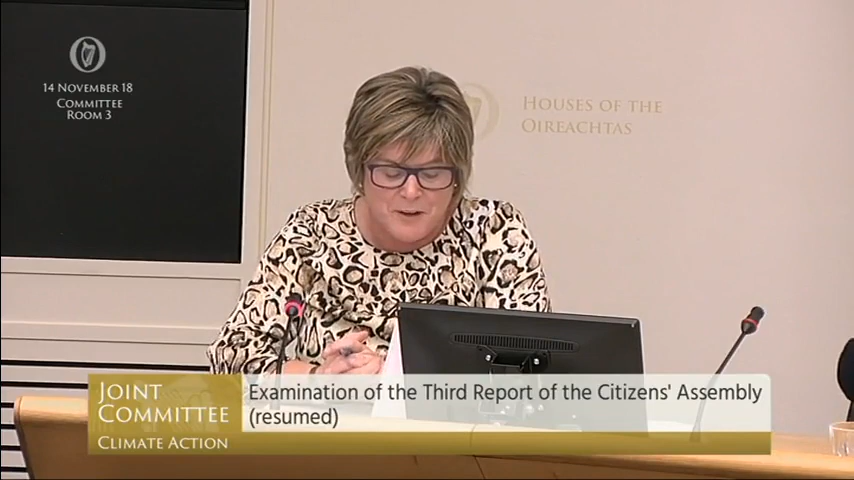 14 November 18
Committee
Room 3
Houses of the
Oireachtas
Joint
Committee
Climate Action
Examination of the Third Report of the Citizens' Assembly
(resumed)